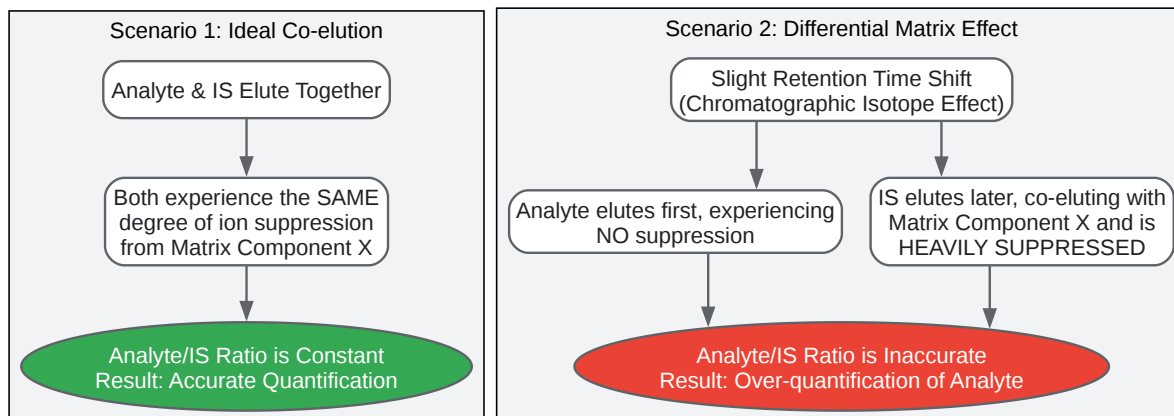 Scenario 1: Ideal Co-elution
Analyte & IS Elute Together
Both experience the SAME
degree of ion suppression
from Matrix Component X
Analyte/IS Ratio is Constant
Result: Accurate Quantification
Scenario 2: Differential Matrix Effect
Slight Retention Time Shift
(Chromatographic Isotope Effect)
Analyte elutes first, experiencing
NO suppression
IS elutes later, co-eluting with
Matrix Component X and is
HEAVILY SUPPRESSED
Analyte/IS Ratio is Inaccurate
Result: Over-quantification of Analyte